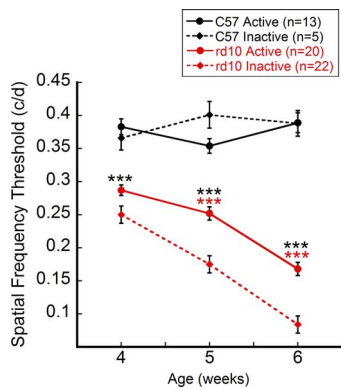 C57 Active (n=13)
C57 Inactive (n=5)
rd10 Active (n=20)
rd10 Inactive (n=22)
Spatial Frequency Threshold (c/d)
0.45
0.4
0.35
0.3
0.25
0.2
0.15
0.1
***
***
***
***
***
4
5
6
Age (weeks)